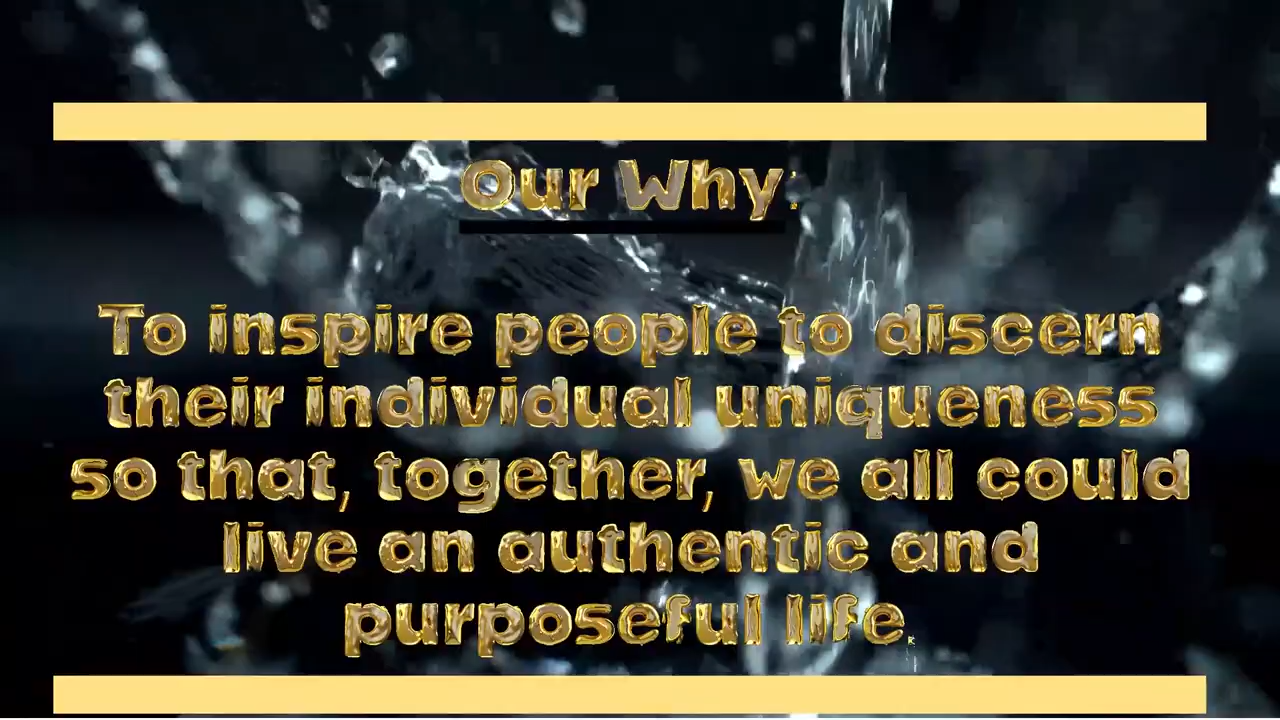 Our Why:
To inspire people to discern
their individual uniqueness
so that, together, we all could
live an authentic and
purposeful life.